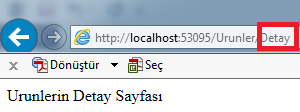 http://localhost:53095/Urunler/Detay
x Dönüştür Seç
Urunlerin Detay Sayfası